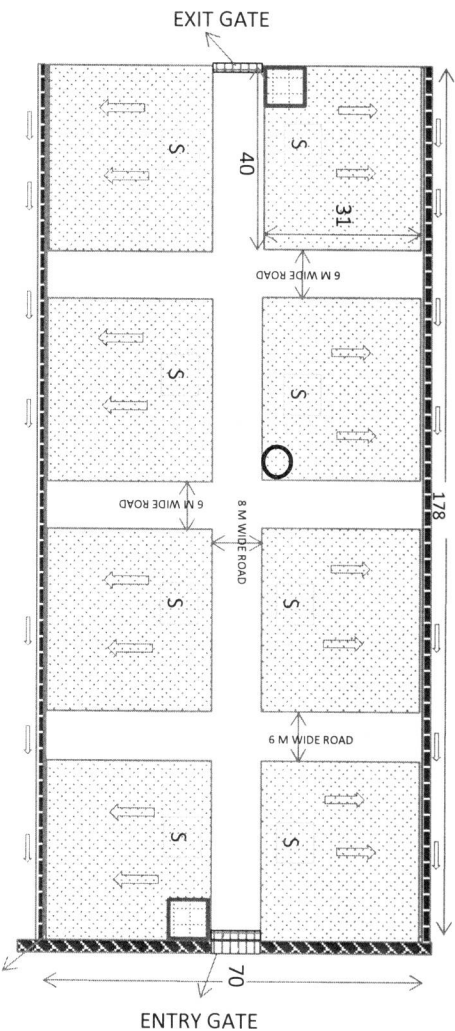 EXIT GATE
S
S
40
31
6 M WIDE ROAD
S
S
178
6 M WIDE ROAD
8 M WIDE ROAD
S
S
6 M WIDE ROAD
S
S
70
ENTRY GATE